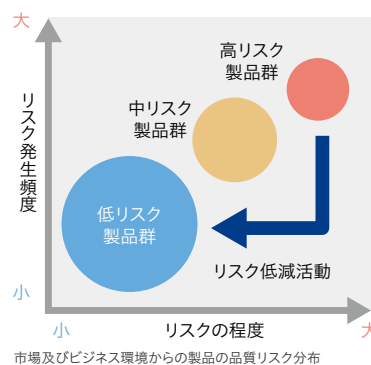 大
高リスク
製品群
中リスク
製品群
リスク発生頻度
低リスク
製品群
リスク低減活動
小
小
リスクの程度
大
市場及びビジネス環境からの製品の品質リスク分布